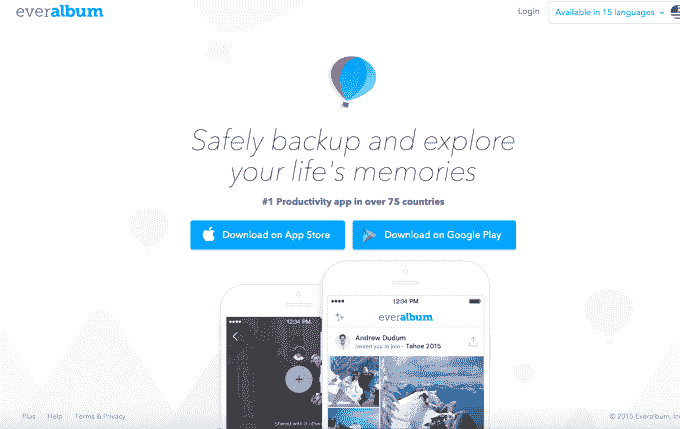 everalbum
Login
Available in 15 languages
Safely backup and explore
your life's memories
#1 Productivity app in over 75 countries
Download on App Store
Download on Google Play
12:34 PM
12:34 PM
everalbum
Andrew Dudum
invited you to join • Tahoe 2015
Shared with 3
Plus
Help
Terms & Privacy
© 2015 Everalbum, Inc